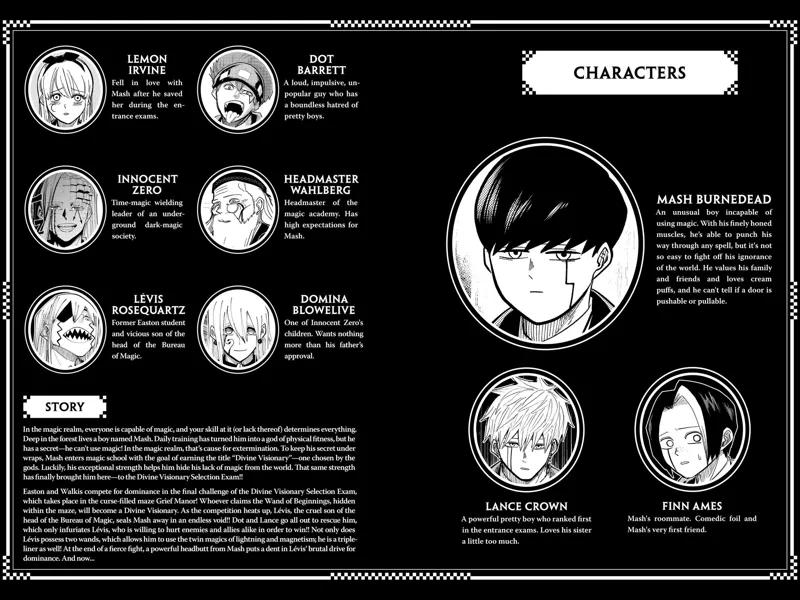 LEMON
IRVINE
Fell in love with
Mash after he saved
her during the en-
trance exams.
DOT
BARRETT
A loud, impulsive, un-
popular guy who has
a boundless hatred of
pretty boys.
INNOCENT
ZERO
Time-magic wielding
leader of an under-
ground dark-magic
society.
HEADMASTER
WAHLBERG
Headmaster of the
magic academy. Has
high expectations for
Mash.
LÉVIS
ROSEQUARTZ
Former Easton student
and vicious son of the
head of the Bureau
of Magic.
DOMINA
BLOWELIVE
One of Innocent Zero's
children. Wants nothing
more than his father's
approval.
STORY
In the magic realm, everyone is capable of magic, and your skill at it (or lack thereof) determines everything.
Deep in the forest lives a boy named Mash. Daily training has turned him into a god of physical fitness, but he
has a secret—he can't use magic! In the magic realm, that's cause for extermination. To keep his secret under
wraps, Mash enters magic school with the goal of earning the title "Divine Visionary"—one chosen by the
gods. Luckily, his exceptional strength helps him hide his lack of magic from the world. That same strength
has finally brought him here—to the Divine Visionary Selection Exam!!
Easton and Walkis compete for dominance in the final challenge of the Divine Visionary Selection Exam,
which takes place in the curse-filled maze Grief Manor! Whoever claims the Wand of Beginnings, hidden
within the maze, will become a Divine Visionary. As the competition heats up, Lévis, the cruel son of the
head of the Bureau of Magic, seals Mash away in an endless void!! Dot and Lance go all out to rescue him,
which only infuriates Lévis, who is willing to hurt enemies and allies alike in order to win!! Not only does
Lévis possess two wands, which allows him to use the twin magics of lightning and magnetism; he is a triple-
liner as well! At the end of a fierce fight, a powerful headbutt from Mash puts a dent in Lévis' brutal drive for
dominance. And now...
CHARACTERS
MASH BURNEDEAD
An unusual boy incapable of
using magic. With his finely honed
muscles, he's able to punch his
way through any spell, but it's not
so easy to fight off his ignorance
of the world. He values his family
and friends and loves cream
puffs, and he can't tell if a door is
pushable or pullable.
LANCE CROWN
A powerful pretty boy who ranked first
in the entrance exams. Loves his sister
a little too much.
FINN AMES
Mash's roommate. Comedic foil and
Mash's very first friend.